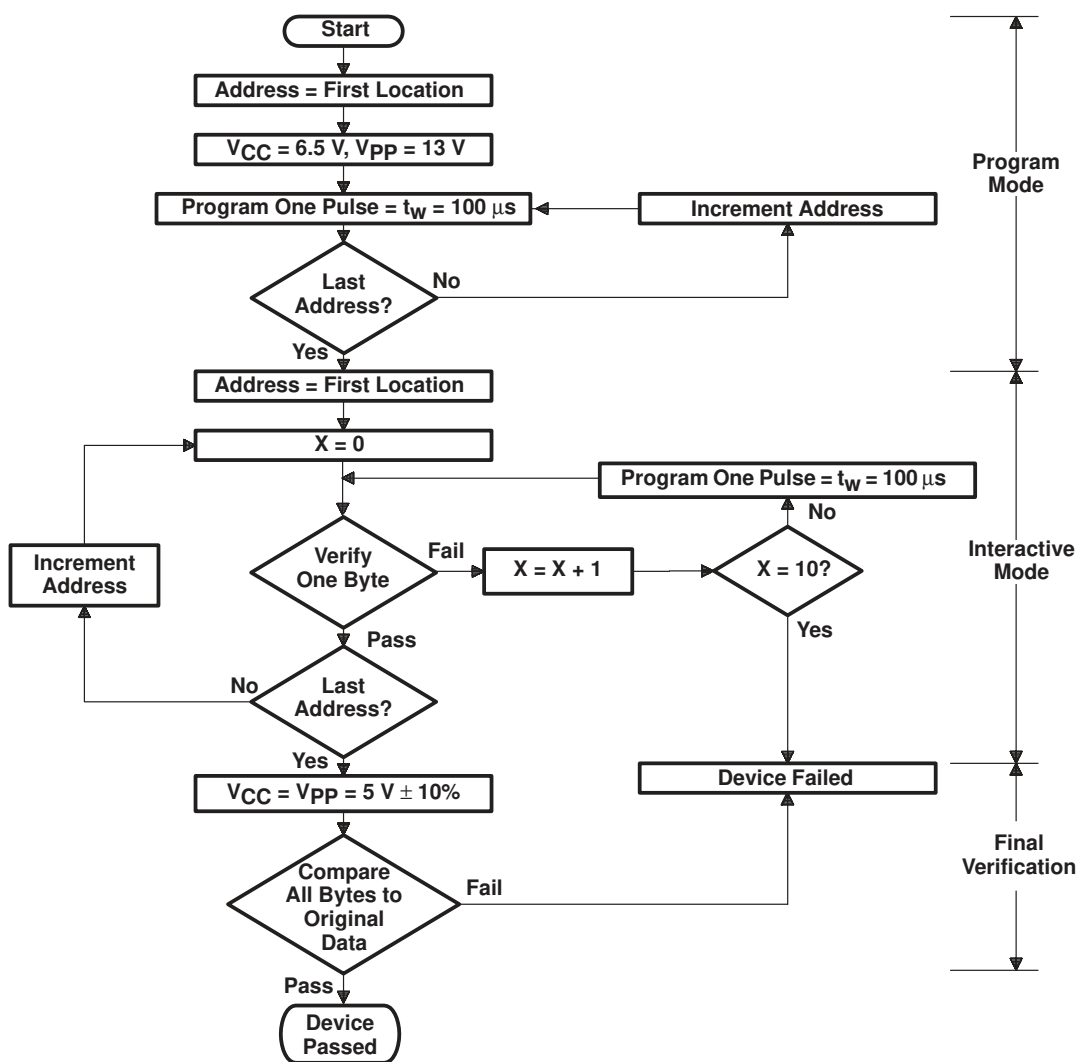 Start
Address = First Location
VCC = 6.5 V, VPP = 13 V
Program One Pulse = tw = 100 μs
Increment Address
Last
Address?
No
Yes
Program
Mode
Address = First Location
X = 0
Program One Pulse = tw = 100 μs
No
Increment
Address
Verify
One Byte
Fail
X = X + 1
X = 10?
Yes
Interactive
Mode
Pass
No
Last
Address?
Yes
VCC = VPP = 5 V ± 10%
Device Failed
Compare
All Bytes to
Original
Data
Fail
Final
Verification
Pass
Device
Passed